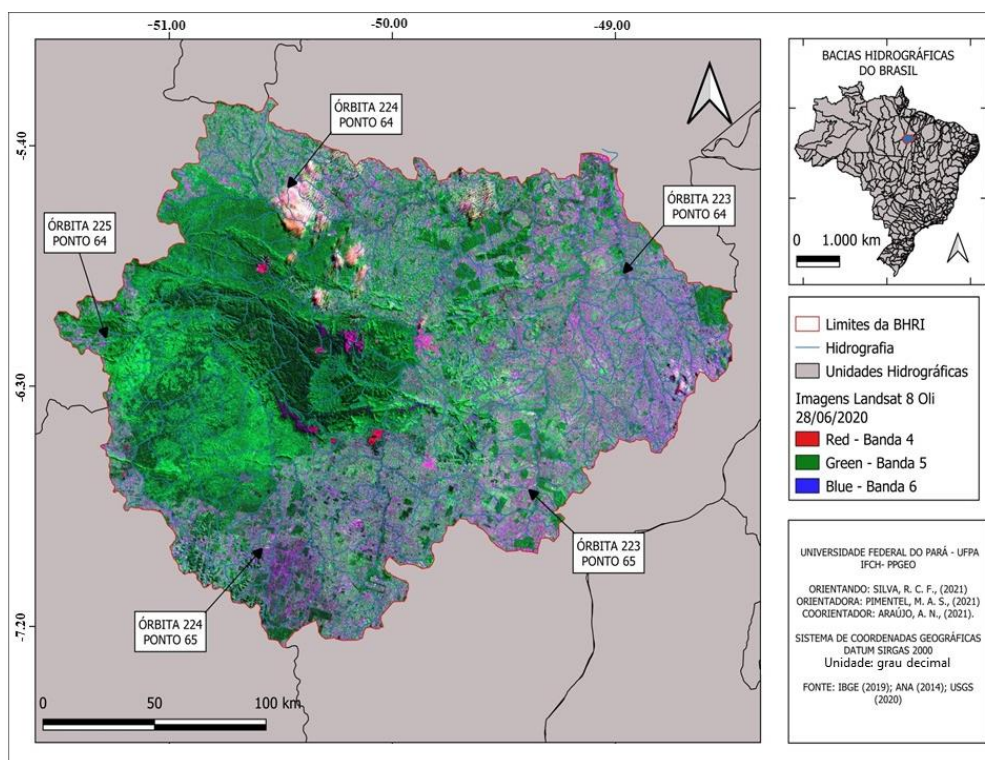 -51.00
-50.00
-49.00
-5.40
-6.30
-7.20
ÓRBITA 224
PONTO 64
ÓRBITA 223
PONTO 64
ÓRBITA 225
PONTO 64
ÓRBITA 223
PONTO 65
ÓRBITA 224
PONTO 65
0 50 100 km
BACIAS HIDROGRÁFICAS
DO BRASIL
0 1.000 km
Limites da BHRI
Hidrografia
Unidades Hidrográficas
Imagens Landsat 8 Oli
28/06/2020
Red - Banda 4
Green - Banda 5
Blue - Banda 6
UNIVERSIDADE FEDERAL DO PARÁ - UFPA
IFCH- PPGEO
ORIENTANDO: SILVA, R. C. F., (2021)
ORIENTADORA: PIMENTEL, M. A. S., (2021)
COORIENTADOR: ARAÚJO, A. N., (2021).
SISTEMA DE COORDENADAS GEOGRÁFICAS
DATUM SIRGAS 2000
Unidade: grau decimal
FONTE: IBGE (2019); ANA (2014); USGS
(2020)